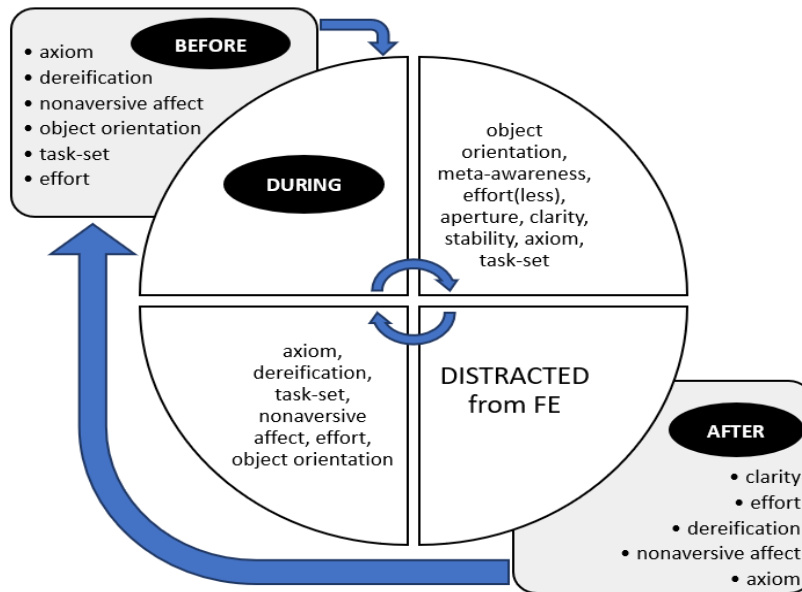 BEFORE
• axiom
• dereification
• nonaversive affect
• object orientation
• task-set
• effort
DURING
object
orientation,
meta-awareness,
effort(less),
aperture, clarity,
stability, axiom,
task-set
axiom,
dereification,
task-set,
nonaversive
affect, effort,
object orientation
DISTRACTED
from FE
AFTER
• clarity
• effort
• dereification
• nonaversive affect
• axiom